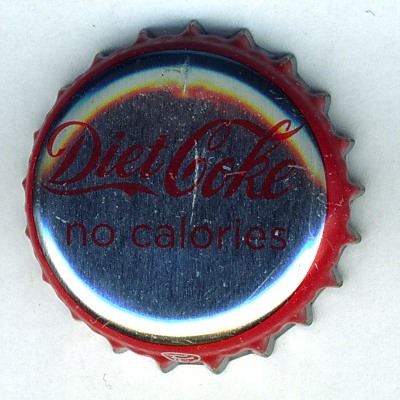 Diet Coke
no calories